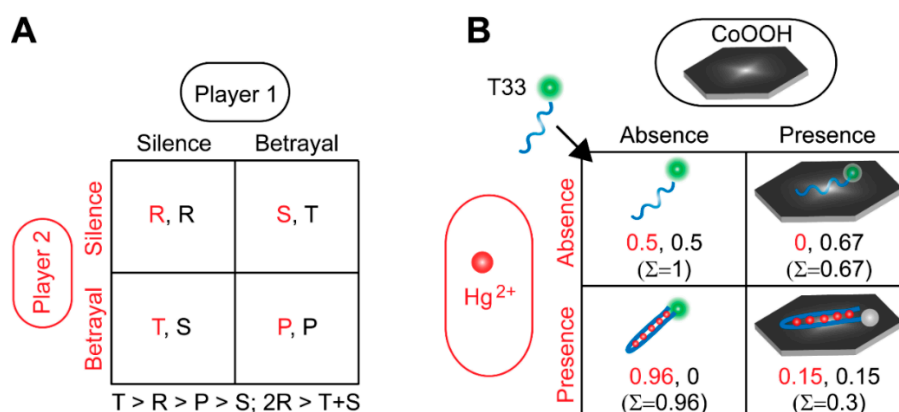 A
Player 1
Silence Betrayal
Player 2
Silence
R, R
S, T
Betrayal
T, S
P, P
T > R > P > S; 2R > T+S
B
CoOOH
T33
Absence Presence
Hg2+
Absence
0.5, 0.5
(Σ=1)
0, 0.67
(Σ=0.67)
Presence
0.96, 0
(Σ=0.96)
0.15, 0.15
(Σ=0.3)